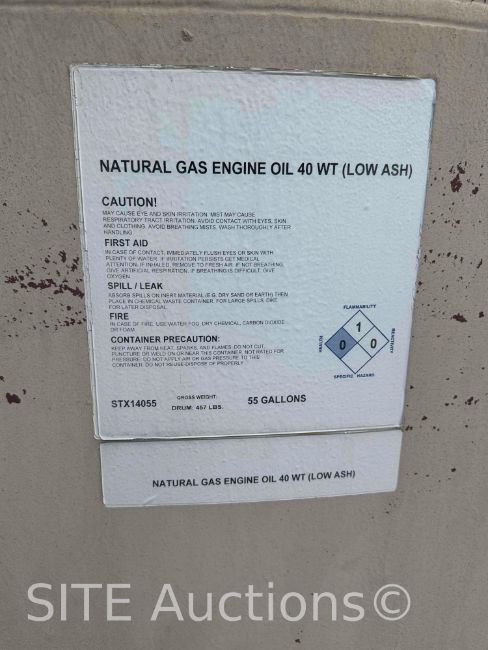 NATURAL GAS ENGINE OIL 40 WT (LOW ASH)
CAUTION!
MAY CAUSE EYE AND SKIN IRRITATION. MIST MAY CAUSE
RESPIRATORY TRACT IRRITATION. AVOID CONTACT WITH EYES, SKIN
AND CLOTHING. AVOID BREATHING MISTS. WASH THOROUGHLY AFTER
HANDLING
FIRST AID
IN CASE OF CONTACT, IMMEDIATELY FLUSH EYES OR SKIN WITH
PLENTY OF WATER. IF IRRITATION PERSISTS GET MEDICAL
ATTENTION. IF INHALED, REMOVE TO FRESH AIR. IF NOT BREATHING,
GIVE ARTIFICIAL RESPIRATION. IF BREATHING IS DIFFICULT, GIVE
OXYGEN.
SPILL / LEAK
ABSORB SPILLS ON INERT MATERIAL (E.G. DRY SAND OR EARTH) THEN
PLACE IN CHEMICAL WASTE CONTAINER. FOR LARGE SPILLS, DIKE
FOR LATER DISPOSAL.
FIRE
IN CASE OF FIRE, USE WATER FOG, DRY CHEMICAL, CARBON DIOXIDE
OR FOAM.
CONTAINER PRECAUTION:
KEEP AWAY FROM HEAT, SPARKS, AND FLAMES. DO NOT CUT,
PUNCTURE OR WELD ON OR NEAR THIS CONTAINER. NOT RATED FOR
PRESSURE. DO NOT APPLY AIR OR GAS PRESSURE TO THIS
CONTAINER. DO NOT REUSE-DISPOSE OF PROPERLY.
FLAMMABILITY
1
HEALTH
0
0
REACTIVITY
SPECIFIC HAZARD
STX14055
GROSS WEIGHT:
DRUM: 457 LBS.
55 GALLONS
NATURAL GAS ENGINE OIL 40 WT (LOW ASH)
SITE Auctions©